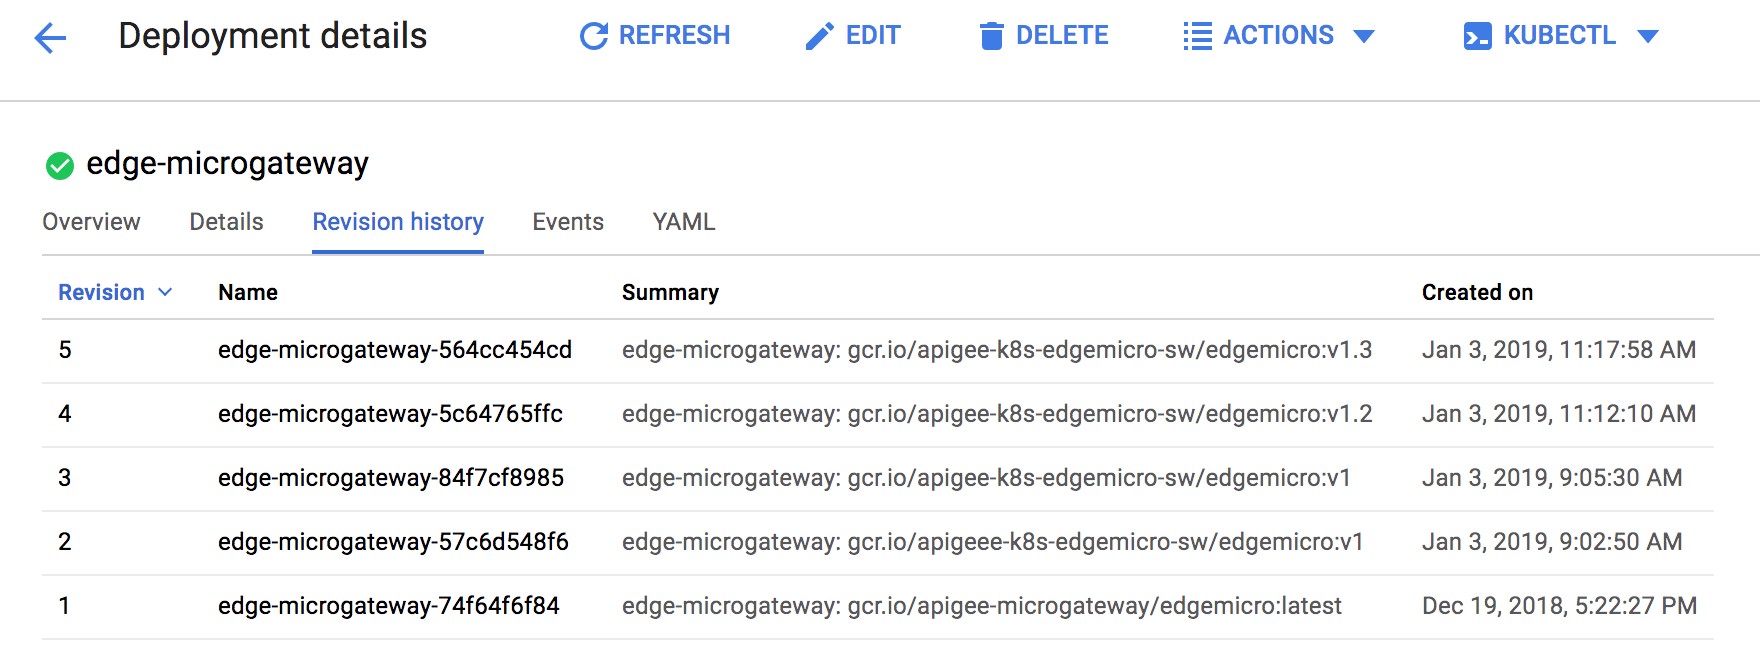 Deployment details REFRESH EDIT DELETE ACTIONS KUBECTL
edge-microgateway
Overview Details Revision history Events YAML
Revision Name Summary Created on
5 edge-microgateway-564cc454cd edge-microgateway: gcr.io/apigee-k8s-edgemicro-sw/edgemicro:v1.3 Jan 3, 2019, 11:17:58 AM
4 edge-microgateway-5c64765ffc edge-microgateway: gcr.io/apigee-k8s-edgemicro-sw/edgemicro:v1.2 Jan 3, 2019, 11:12:10 AM
3 edge-microgateway-84f7cf8985 edge-microgateway: gcr.io/apigee-k8s-edgemicro-sw/edgemicro:v1 Jan 3, 2019, 9:05:30 AM
2 edge-microgateway-57c6d548f6 edge-microgateway: gcr.io/apigeee-k8s-edgemicro-sw/edgemicro:v1 Jan 3, 2019, 9:02:50 AM
1 edge-microgateway-74f64f6f84 edge-microgateway: gcr.io/apigee-microgateway/edgemicro:latest Dec 19, 2018, 5:22:27 PM